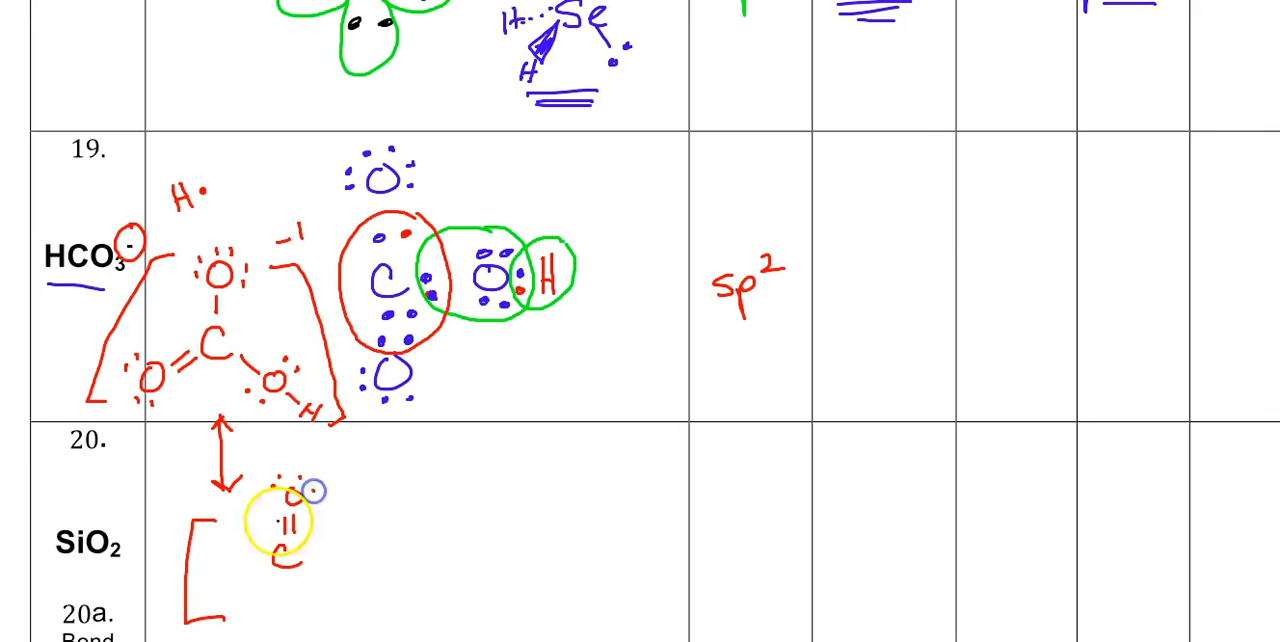 H Se
H
19.
HCO₃⁻
H·
-1
O
C
O O
H
O
C O H
O
sp²
20.
SiO₂
O
C
20a.
Bond